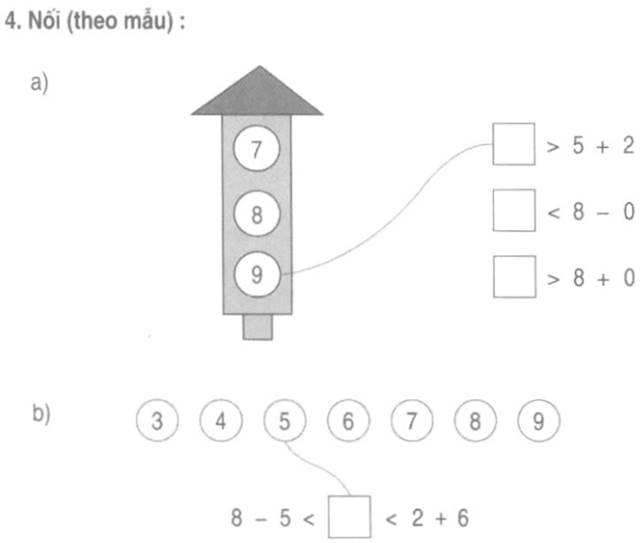 4. Nối (theo mẫu) :
a)
7
8
9
> 5 + 2
< 8 – 0
> 8 + 0
b)
3 4 5 6 7 8 9
8 – 5 < < 2 + 6